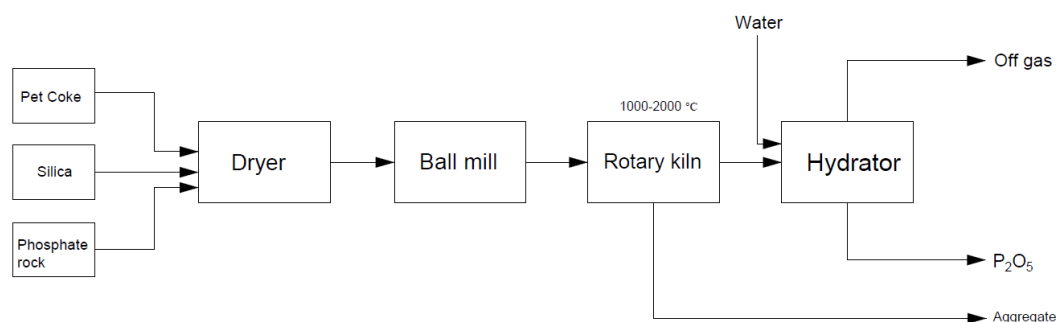 Water
Off gas
Pet Coke
1000-2000 °C
Silica
Dryer
Ball mill
Rotary kiln
Hydrator
Phosphate
rock
P₂O₅
Aggregate